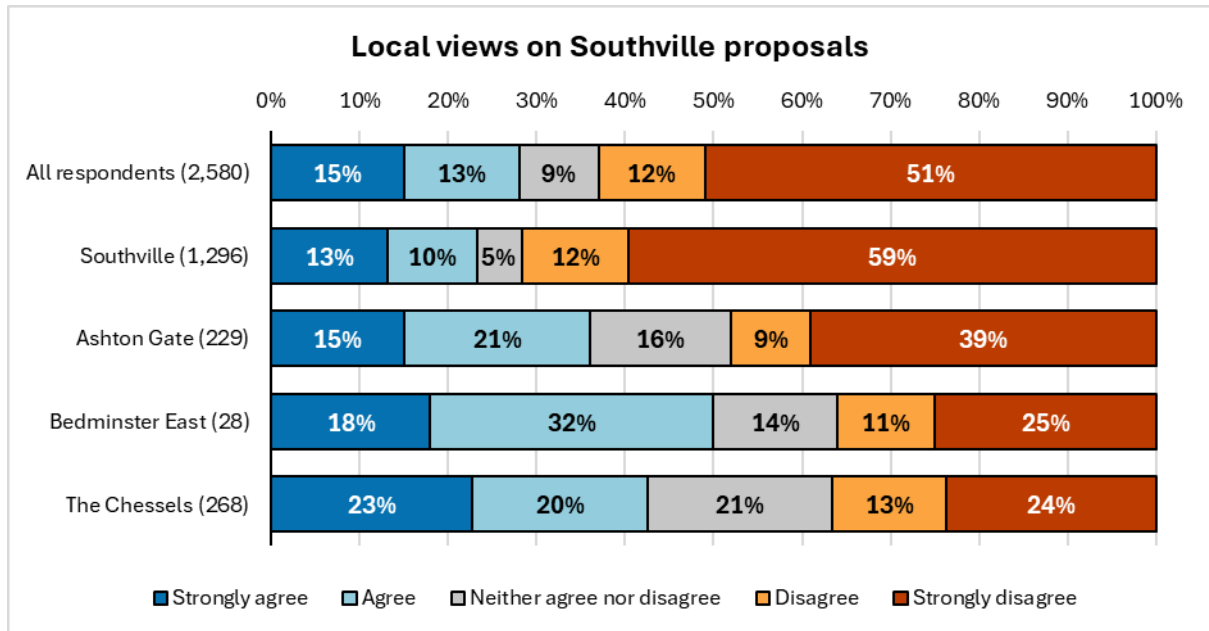 Local views on Southville proposals
0% 10% 20% 30% 40% 50% 60% 70% 80% 90% 100%
All respondents (2,580) 15% 13% 9% 12% 51%
Southville (1,296) 13% 10% 5% 12% 59%
Ashton Gate (229) 15% 21% 16% 9% 39%
Bedminster East (28) 18% 32% 14% 11% 25%
The Chessels (268) 23% 20% 21% 13% 24%
Strongly agree Agree Neither agree nor disagree Disagree Strongly disagree